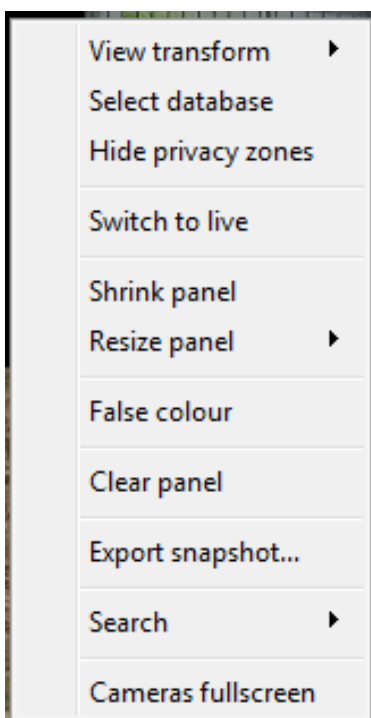 View transform
Select database
Hide privacy zones
Switch to live
Shrink panel
Resize panel
False colour
Clear panel
Export snapshot...
Search
Cameras fullscreen